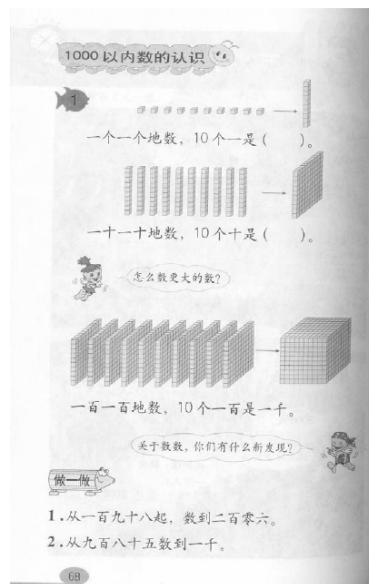 1000以内数的认识
1
一个一个地数，10个一是(    )。
一十一十地数，10个十是(    )。
怎么数更大的数?
一百一百地数，10个一百是一千。
关于数数，你们有什么新发现?
做一做
1.从一百九十八起，数到二百零六。
2.从九百八十五数到一千。
68